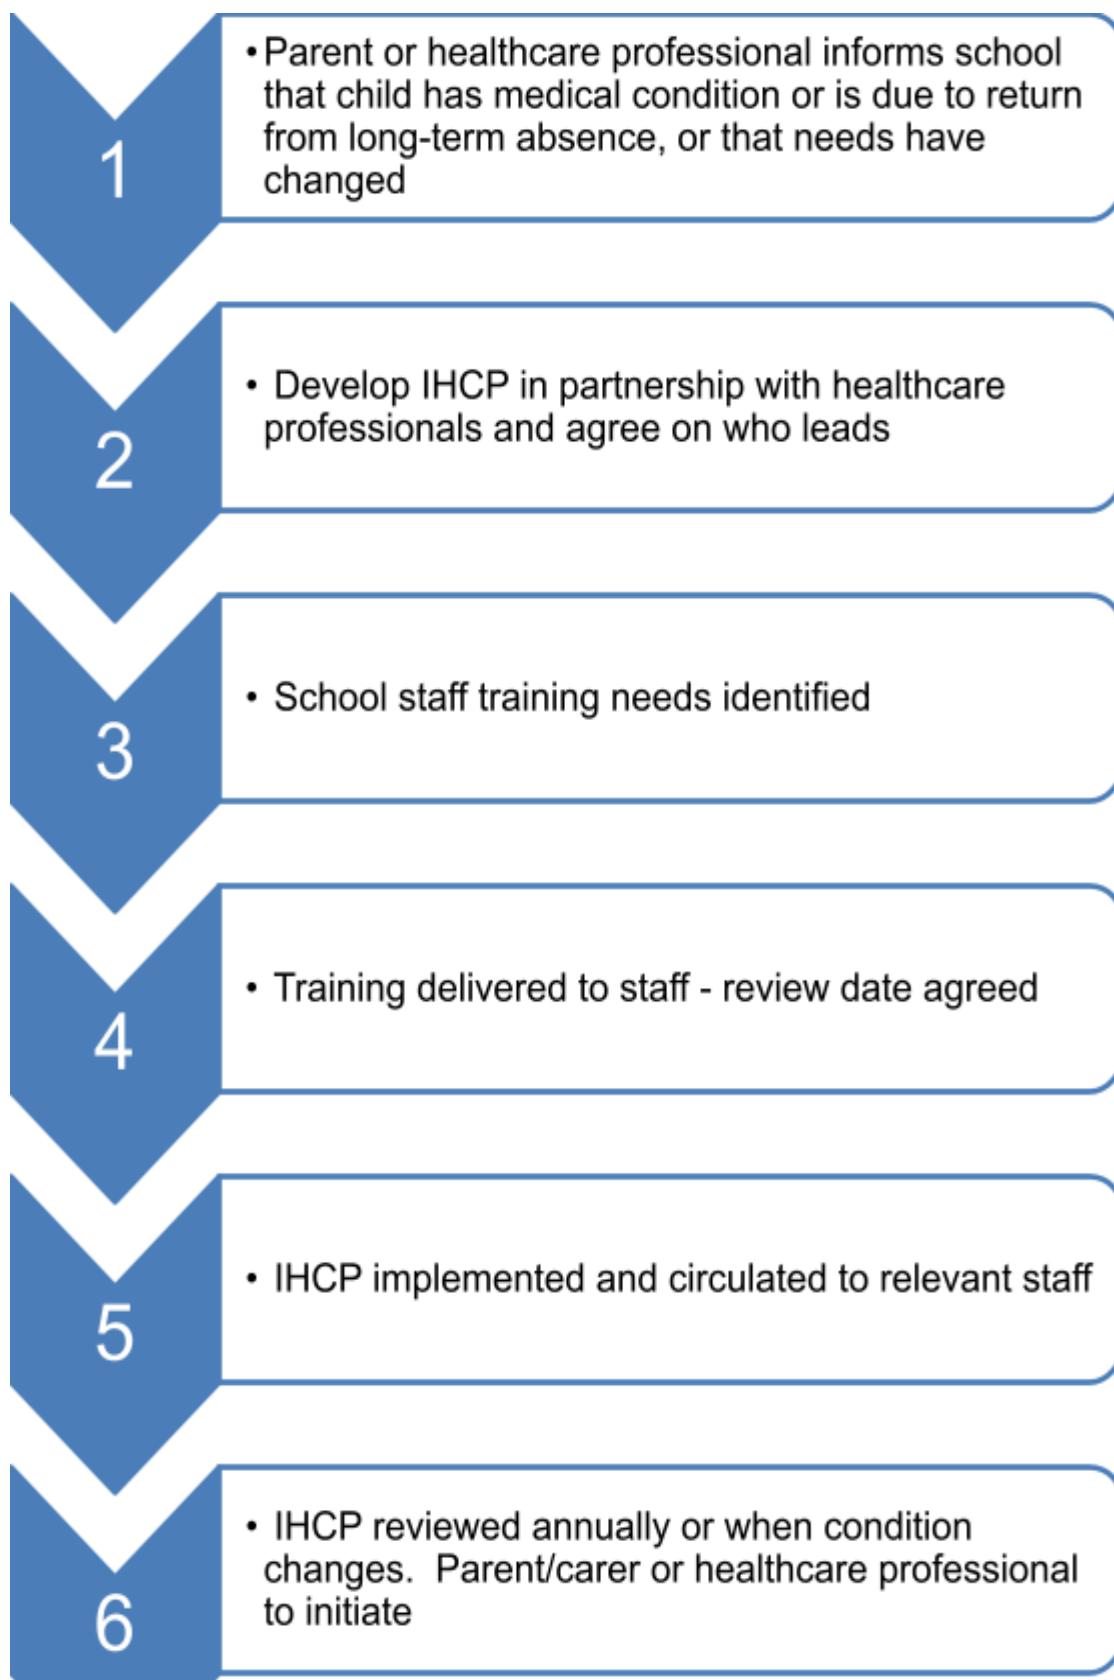 1
•Parent or healthcare professional informs school
that child has medical condition or is due to return
from long-term absence, or that needs have
changed
2
• Develop IHCP in partnership with healthcare
professionals and agree on who leads
3
• School staff training needs identified
4
• Training delivered to staff - review date agreed
5
• IHCP implemented and circulated to relevant staff
6
• IHCP reviewed annually or when condition
changes.  Parent/carer or healthcare professional
to initiate